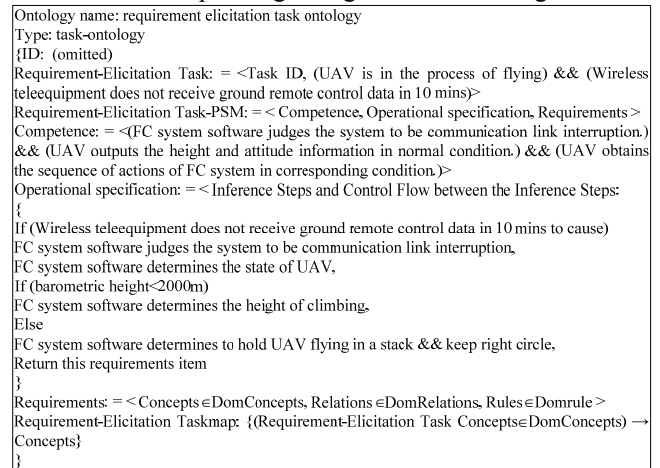 Ontology name: requirement elicitation task ontology
Type: task-ontology
{ID: (omitted)
Requirement-Elicitation Task: = <Task ID, (UAV is in the process of flying) && (Wireless
teleequipment does not receive ground remote control data in 10 mins)>
Requirement-Elicitation Task-PSM: = < Competence, Operational specification, Requirements >
Competence: = <(FC system software judges the system to be communication link interruption.)
&& (UAV outputs the height and attitude information in normal condition.) && (UAV obtains
the sequence of actions of FC system in corresponding condition.)>
Operational specification: = < Inference Steps and Control Flow between the Inference Steps:
{
If (Wireless teleequipment does not receive ground remote control data in 10 mins to cause)
FC system software judges the system to be communication link interruption,
FC system software determines the state of UAV,
If (barometric height<2000m)
FC system software determines the height of climbing,
Else
FC system software determines to hold UAV flying in a stack && keep right circle,
Return this requirements item
}
Requirements: = < Concepts∈DomConcepts, Relations∈DomRelations, Rules∈Domrule >
Requirement-Elicitation Taskmap: {(Requirement-Elicitation Task Concepts∈DomConcepts) →
Concepts}
}